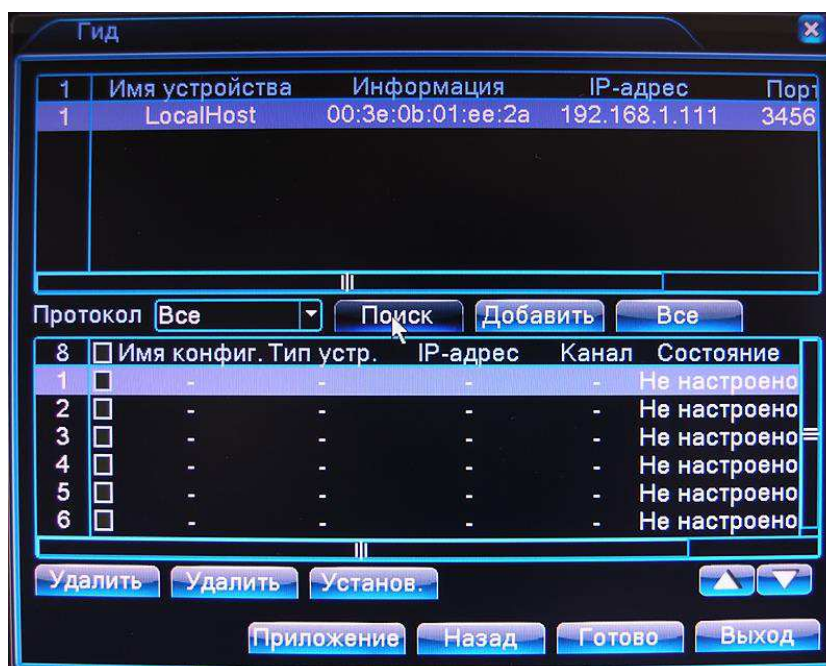 Гид
1 Имя устройства Информация IP-адрес Порт
1 LocalHost 00:3e:0b:01:ee:2a 192.168.1.111 3456
Протокол Все Поиск Добавить Все
8 Имя конфиг. Тип устр. IP-адрес Канал Состояние
1 - - - - Не настроено
2 - - - - Не настроено
3 - - - - Не настроено
4 - - - - Не настроено
5 - - - - Не настроено
6 - - - - Не настроено
Удалить Удалить Установ.
Приложение Назад Готово Выход